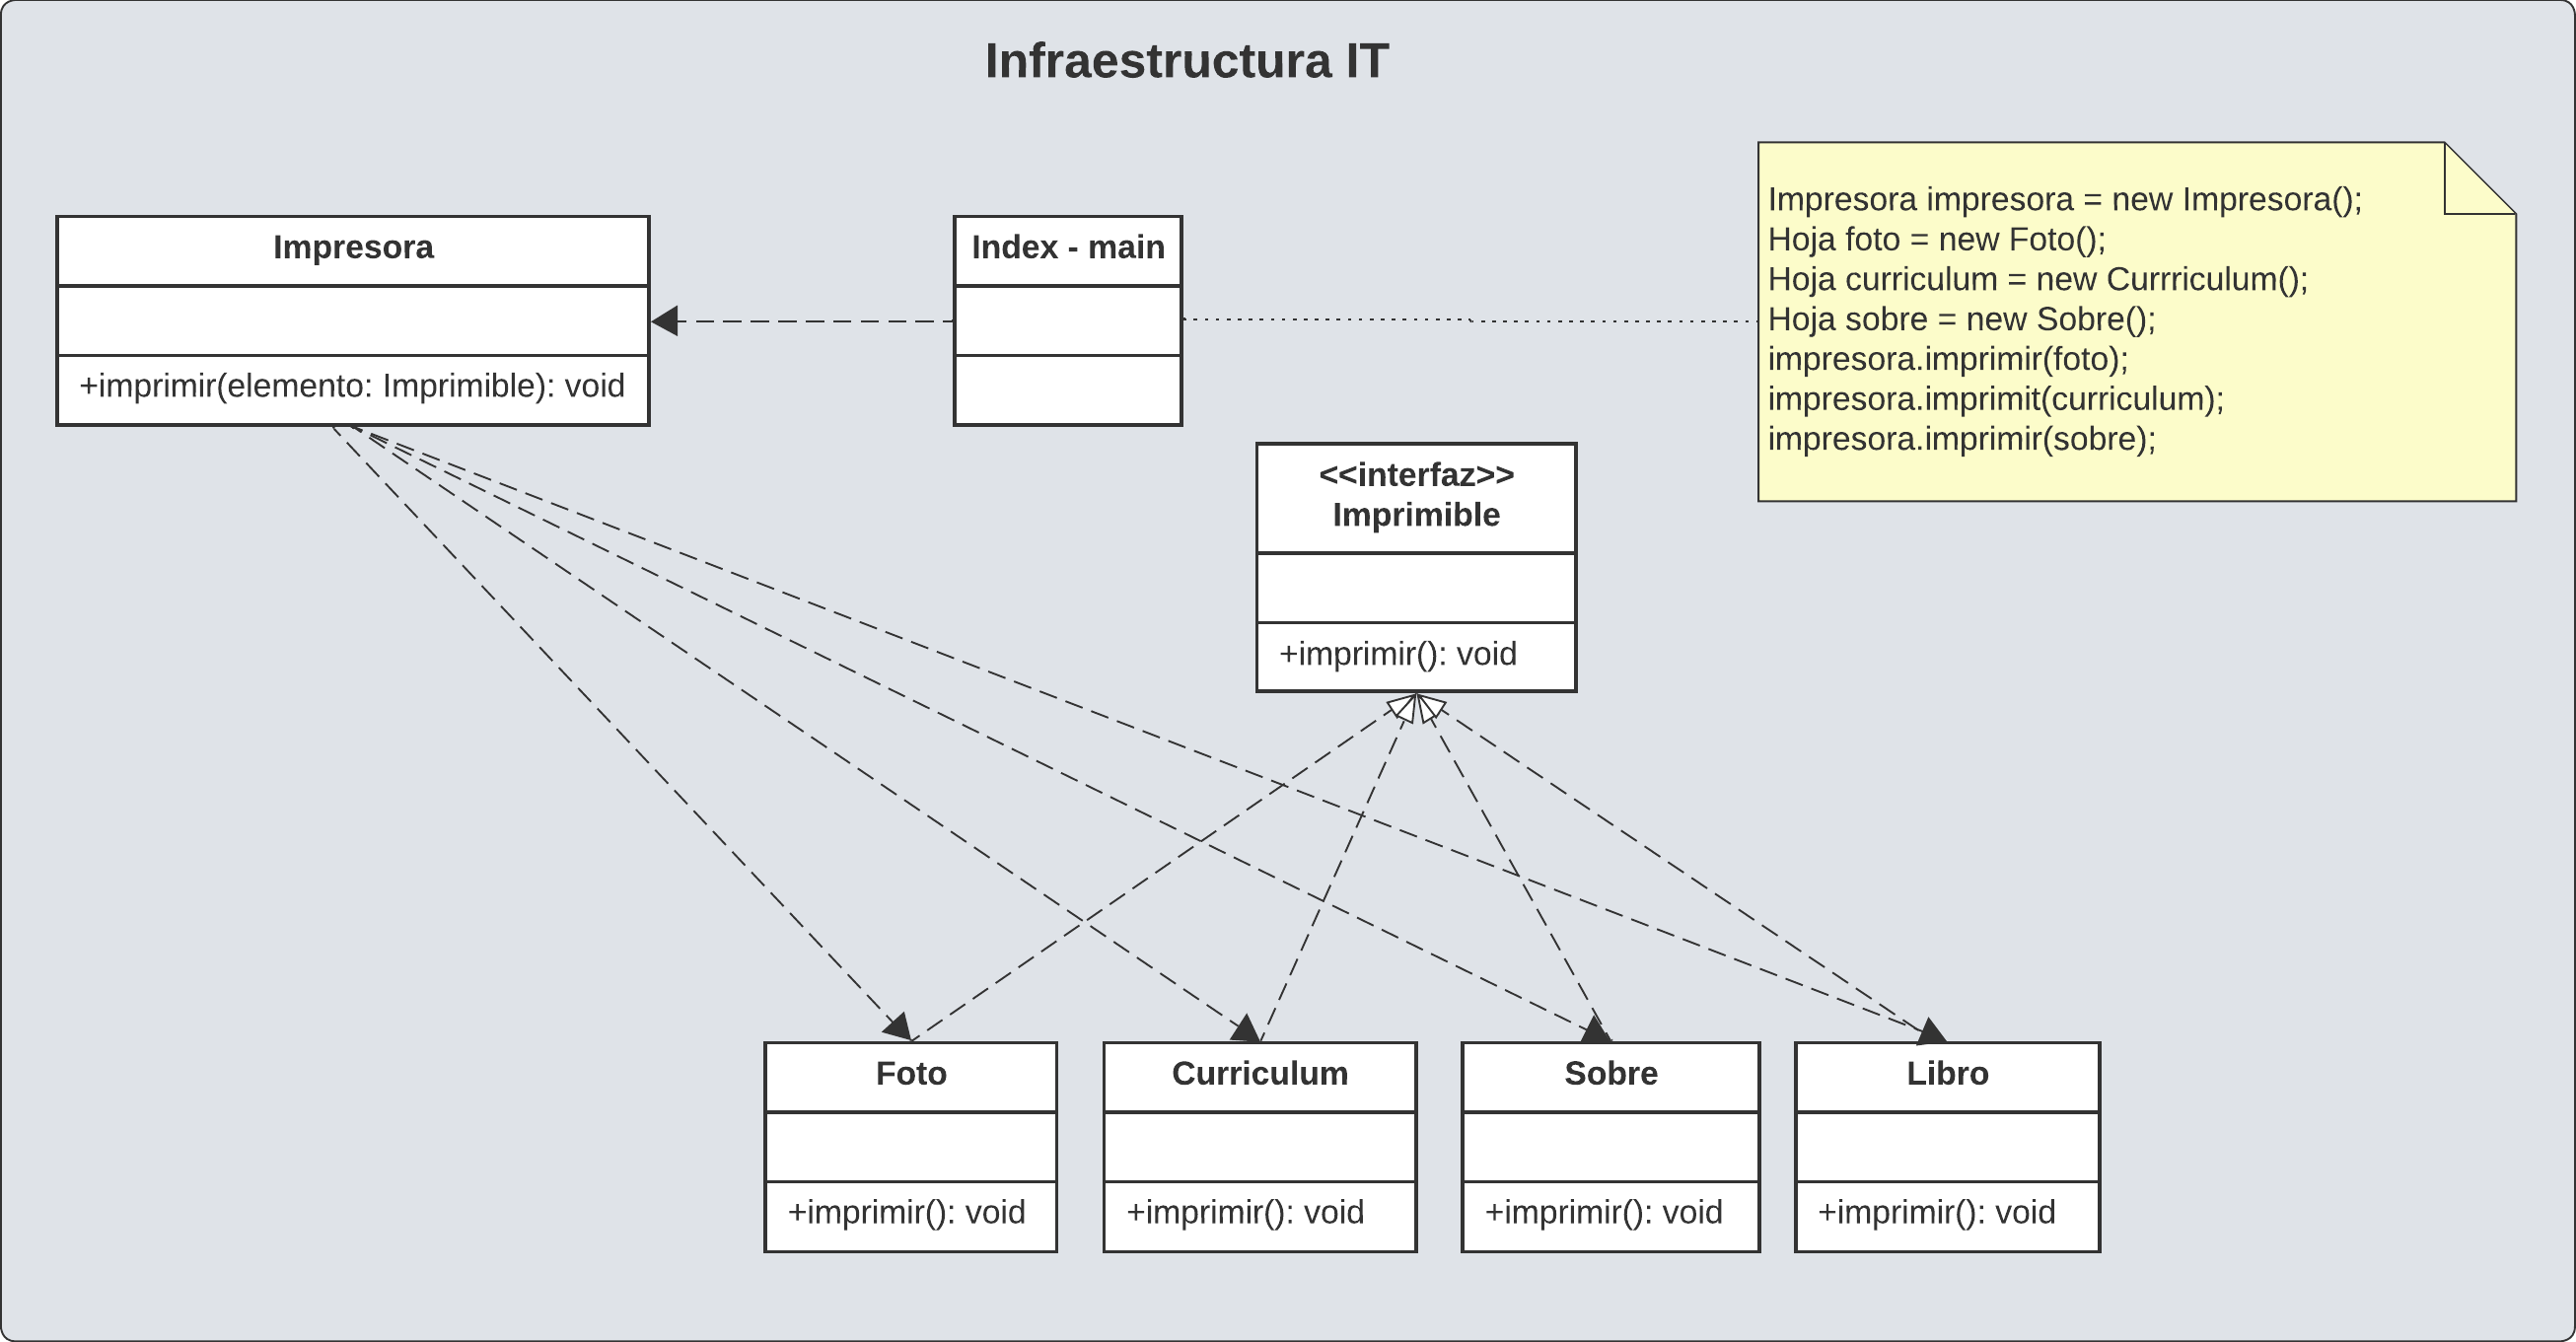 Infraestructura IT
Impresora
+imprimir(elemento: Imprimible): void
Index - main
Impresora impresora = new Impresora();
Hoja foto = new Foto();
Hoja curriculum = new Currriculum();
Hoja sobre = new Sobre();
impresora.imprimir(foto);
impresora.imprimit(curriculum);
impresora.imprimir(sobre);
<<interfaz>>
Imprimible
+imprimir(): void
Foto
+imprimir(): void
Curriculum
+imprimir(): void
Sobre
+imprimir(): void
Libro
+imprimir(): void